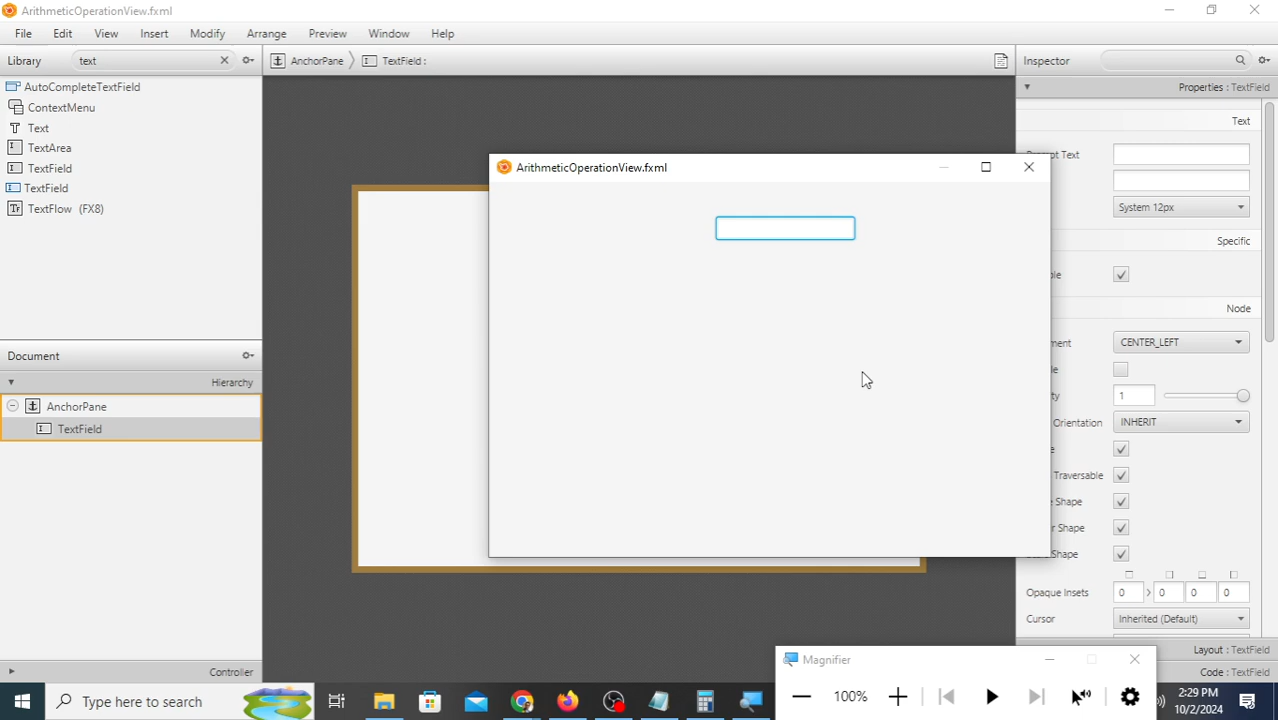 ArithmeticOperationView.fxml
File Edit View Insert Modify Arrange Preview Window Help
Library text
AnchorPane TextField :
Inspector
AutoCompleteTextField
ContextMenu
Text
TextArea
TextField
TextField
TextFlow (FX8)
Document
Hierarchy
AnchorPane
TextField
Controller
ArithmeticOperationView.fxml
Properties : TextField
Text
Text
System 12px
Specific
Node
CENTER_LEFT
1
Orientation INHERIT
Traversable
Shape
Shape
Shape
Opaque Insets 0 0 0 0
Cursor Inherited (Default)
Layout : TextField
Code : TextField
Magnifier
100%
Type here to search
2:29 PM
10/2/2024